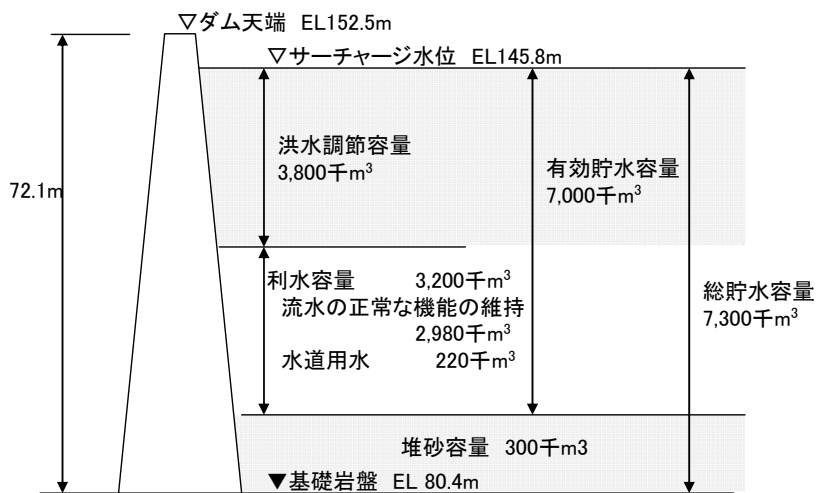 ▽ダム天端 EL152.5m
▽サーチャージ水位 EL145.8m
洪水調節容量
3,800千m³
有効貯水容量
7,000千m³
72.1m
利水容量 3,200千m³
流水の正常な機能の維持
2,980千m³
水道用水 220千m³
総貯水容量
7,300千m³
堆砂容量 300千m3
▼基礎岩盤 EL 80.4m